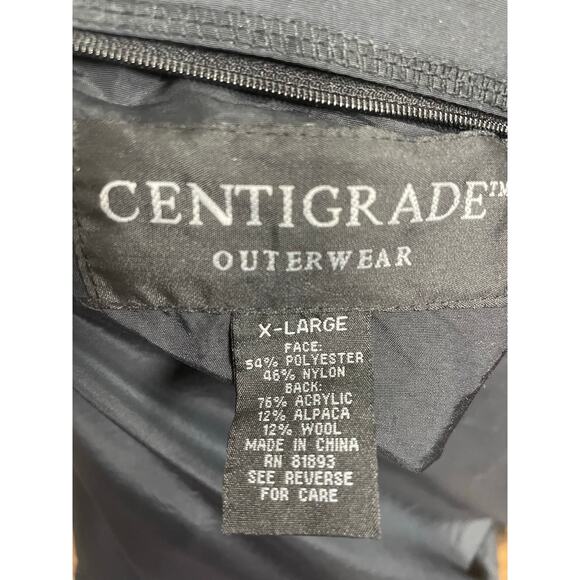 CENTIGRADE™
OUTERWEAR
X-LARGE
FACE:
54% POLYESTER
46% NYLON
BACK:
76% ACRYLIC
12% ALPACA
12% WOOL
MADE IN CHINA
RN 81893
SEE REVERSE
FOR CARE